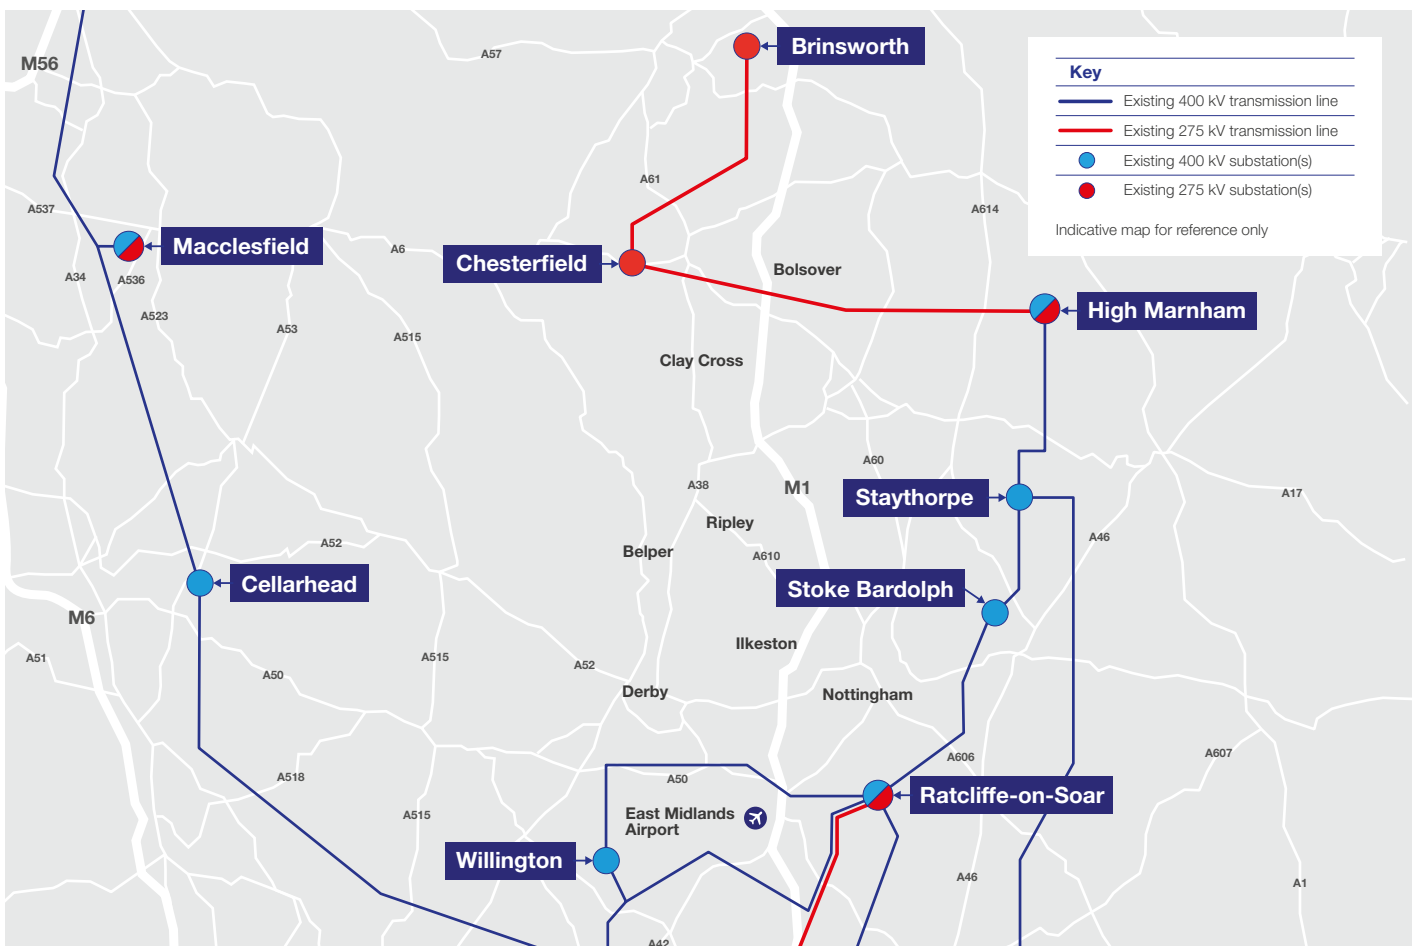 A57
Brinsworth
M56
Key
Existing 400 kV transmission line
Existing 275 kV transmission line
Existing 400 kV substation(s)
Existing 275 kV substation(s)
Indicative map for reference only
A61
A537
A614
Macclesfield
A6
Chesterfield
Bolsover
A34
A536
A523
A53
A515
High Marnham
Clay Cross
A60
A38
M1
Staythorpe
A17
Ripley
A52
Belper
A610
A46
Cellarhead
Stoke Bardolph
M6
Ilkeston
A51
A50
A515
A52
Derby
Nottingham
A606
A607
A518
A50
Ratcliffe-on-Soar
A515
East Midlands
Airport
Willington
A46
A1
A42